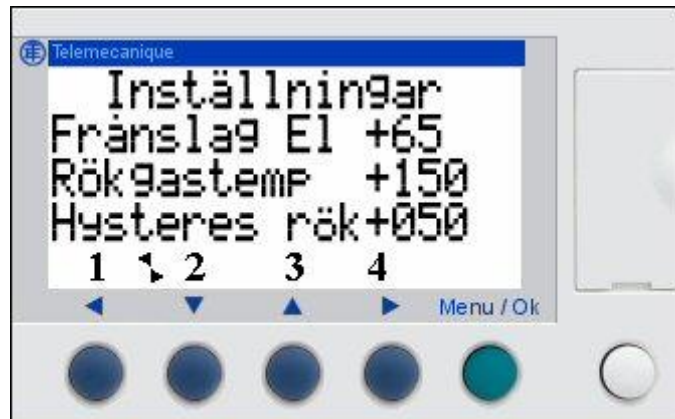 Telemecanique
Inställningar
Frånslag El +65
Rökgastemp +150
Hysteres rök+050
1 2 3 4
Menu / Ok